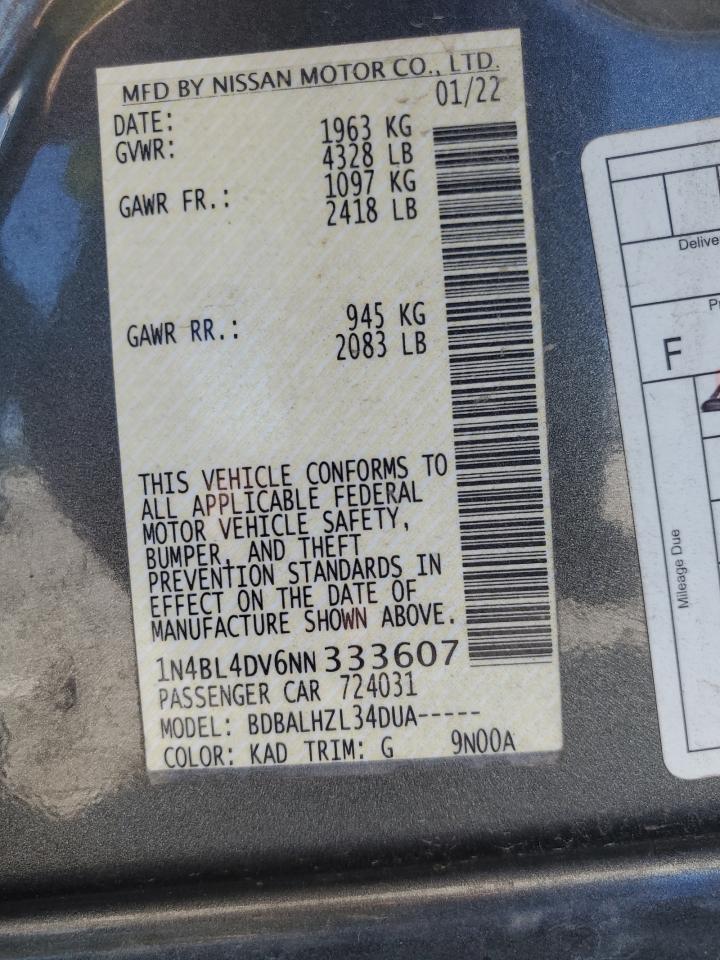 MFD BY NISSAN MOTOR CO., LTD.
DATE: 01/22
GVWR: 1963 KG
4328 LB
GAWR FR.: 1097 KG
2418 LB
GAWR RR.: 945 KG
2083 LB
THIS VEHICLE CONFORMS TO
ALL APPLICABLE FEDERAL
MOTOR VEHICLE SAFETY,
BUMPER, AND THEFT
PREVENTION STANDARDS IN
EFFECT ON THE DATE OF
MANUFACTURE SHOWN ABOVE.
1N4BL4DV6NN 333607
PASSENGER CAR 724031
MODEL: BDBALHZL34DUA-----
COLOR: KAD TRIM: G 9N00A
F
Mileage Due